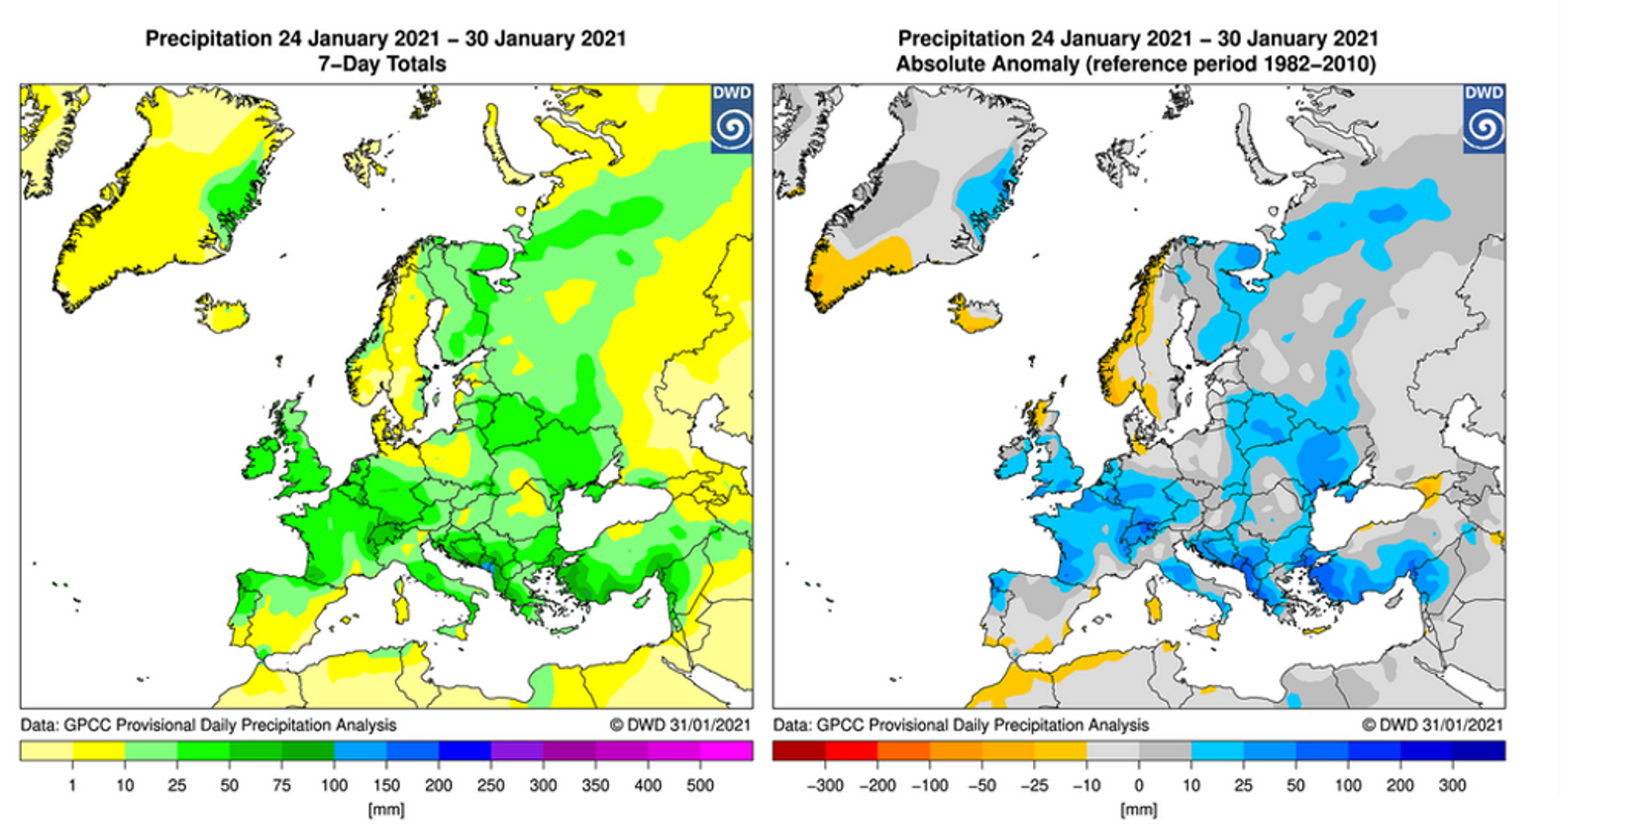 Precipitation 24 January 2021 – 30 January 2021
7–Day Totals
DWD
Data: GPCC Provisional Daily Precipitation Analysis
© DWD 31/01/2021
1 10 25 50 75 100 150 200 250 300 350 400 500
[mm]
Precipitation 24 January 2021 – 30 January 2021
Absolute Anomaly (reference period 1982–2010)
DWD
Data: GPCC Provisional Daily Precipitation Analysis
© DWD 31/01/2021
–300 –200 –100 –50 –25 –10 0 10 25 50 100 200 300
[mm]